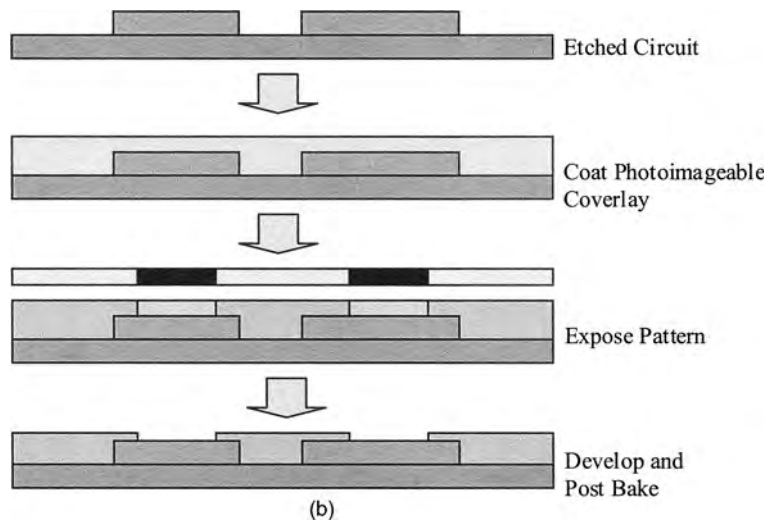 Etched Circuit
Coat Photoimageable
Coverlay
Expose Pattern
Develop and
Post Bake
(b)